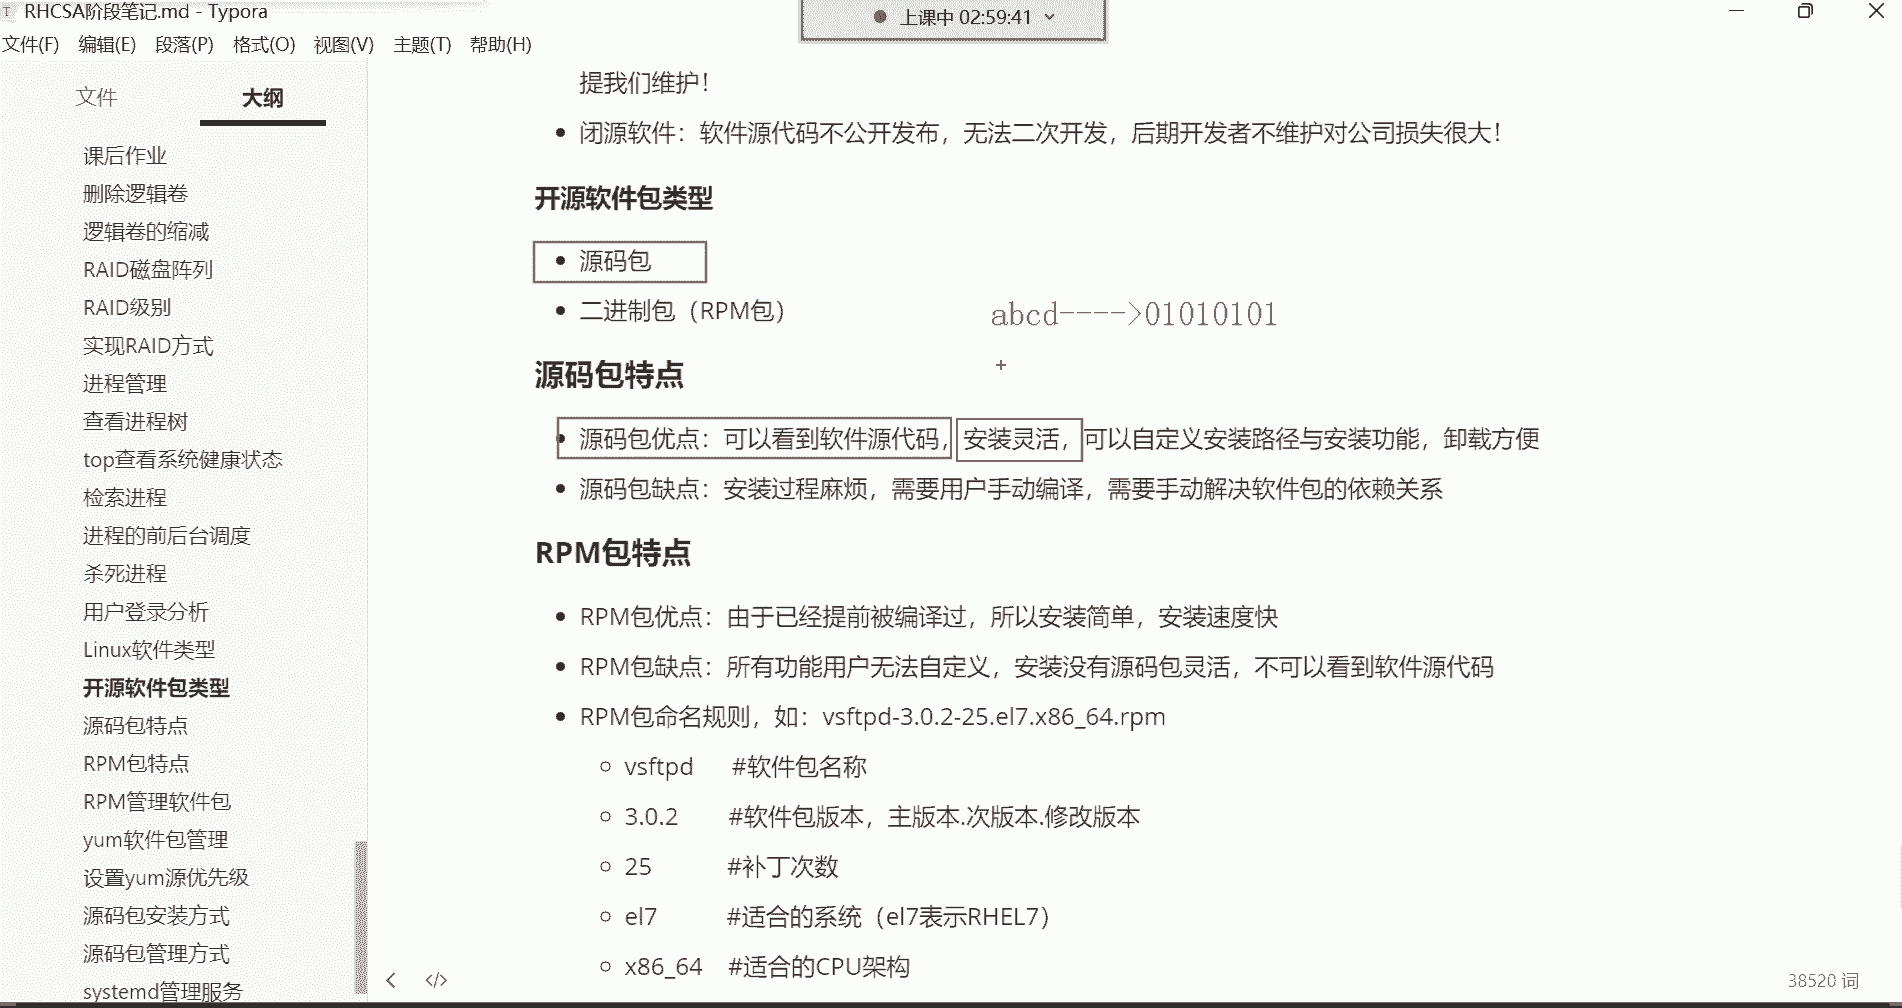 RHCSA阶段笔记.md - Typora
上课中 02:59:41
文件(F) 编辑(E) 段落(P) 格式(O) 视图(V) 主题(T) 帮助(H)
文件 大纲
课后作业
删除逻辑卷
逻辑卷的缩减
RAID磁盘阵列
RAID级别
实现RAID方式
进程管理
查看进程树
top查看系统健康状态
检索进程
进程的前后台调度
杀死进程
用户登录分析
Linux软件类型
开源软件包类型
源码包特点
RPM包特点
RPM管理软件包
yum软件包管理
设置yum源优先级
源码包安装方式
源码包管理方式
systemd管理服务
提我们维护！
闭源软件：软件源代码不公开发布，无法二次开发，后期开发者不维护对公司损失很大！
开源软件包类型
源码包
二进制包（RPM包）
abcd---->01010101
源码包特点
源码包优点：可以看到软件源代码，安装灵活，可以自定义安装路径与安装功能，卸载方便
源码包缺点：安装过程麻烦，需要用户手动编译，需要手动解决软件包的依赖关系
RPM包特点
RPM包优点：由于已经提前被编译过，所以安装简单，安装速度快
RPM包缺点：所有功能用户无法自定义，安装没有源码包灵活，不可以看到软件源代码
RPM包命名规则，如：vsftpd-3.0.2-25.el7.x86_64.rpm
vsftpd #软件包名称
3.0.2 #软件包版本，主版本.次版本.修改版本
25 #补丁次数
el7 #适合的系统（el7表示RHEL7）
x86_64 #适合的CPU架构
38520 词